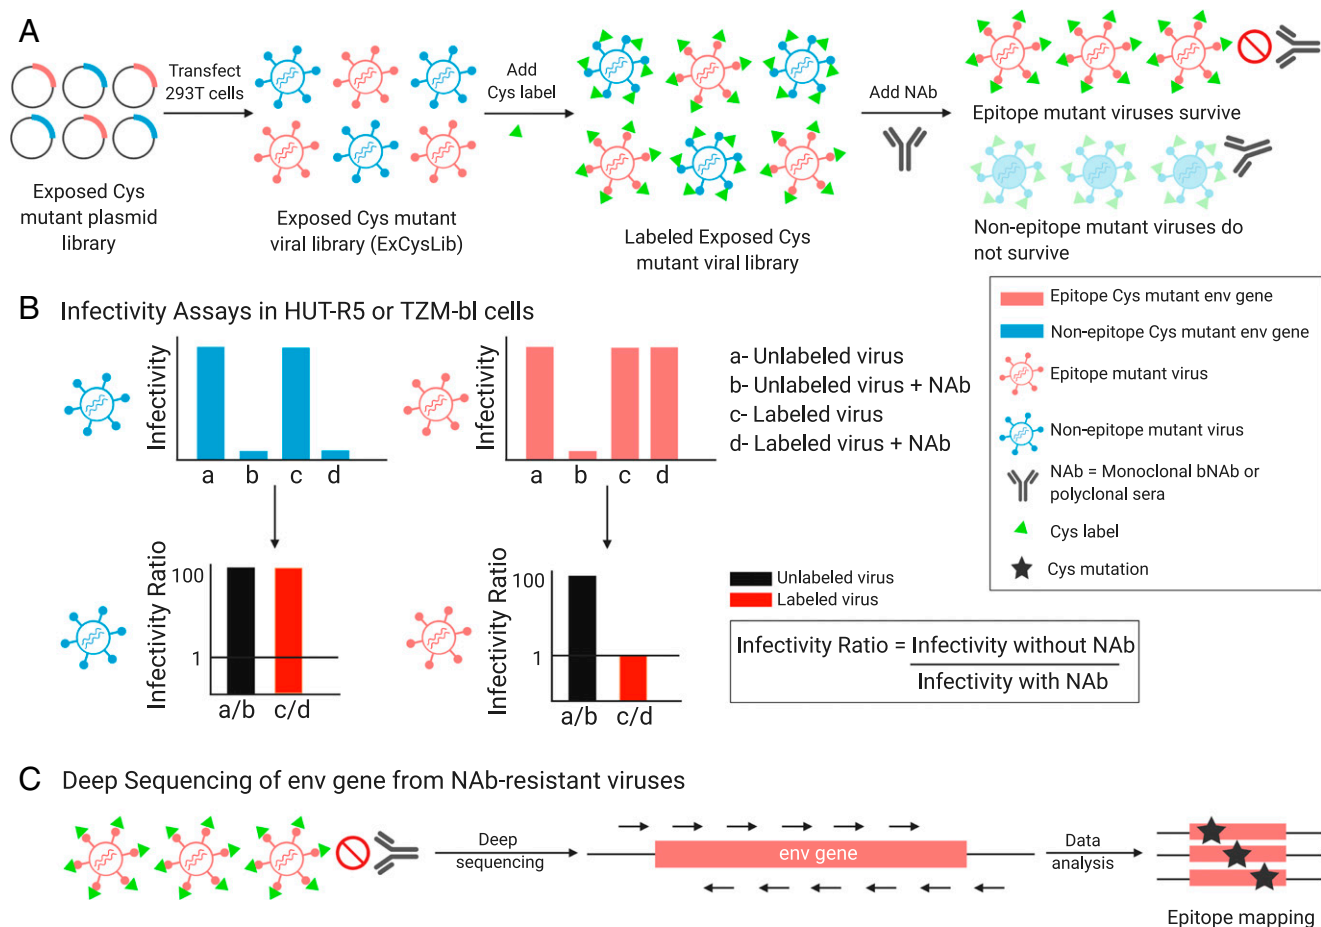 A
Transfect
293T cells
Add
Cys label
Add NAb
Exposed Cys
mutant plasmid
library
Exposed Cys mutant
viral library (ExCysLib)
Labeled Exposed Cys
mutant viral library
Epitope mutant viruses survive
Non-epitope mutant viruses do
not survive
Epitope Cys mutant env gene
Non-epitope Cys mutant env gene
Epitope mutant virus
Non-epitope mutant virus
NAb = Monoclonal bNAb or
polyclonal sera
Cys label
Cys mutation
B
Infectivity Assays in HUT-R5 or TZM-bl cells
Infectivity
a
b
c
d
Infectivity
a
b
c
d
a- Unlabeled virus
b- Unlabeled virus + NAb
c- Labeled virus
d- Labeled virus + NAb
Infectivity Ratio
100
1
a/b
c/d
Infectivity Ratio
100
1
a/b
c/d
Unlabeled virus
Labeled virus
Infectivity Ratio = Infectivity without NAb
Infectivity with NAb
C
Deep Sequencing of env gene from NAb-resistant viruses
Deep
sequencing
env gene
Data
analysis
Epitope mapping